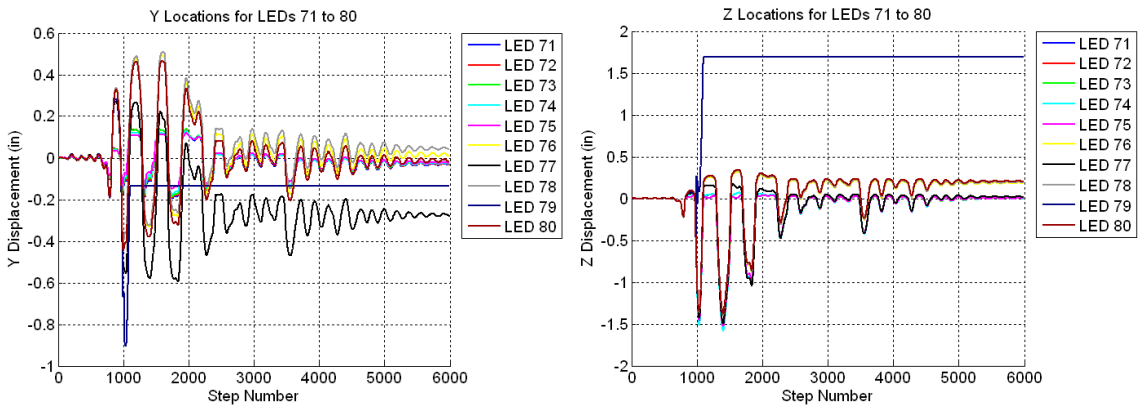 Y Locations for LEDs 71 to 80
Y Displacement (in)
0.6
0.4
0.2
0
-0.2
-0.4
-0.6
-0.8
-1
0
1000
2000
3000
4000
5000
6000
Step Number
LED 71
LED 72
LED 73
LED 74
LED 75
LED 76
LED 77
LED 78
LED 79
LED 80
Z Locations for LEDs 71 to 80
Z Displacement (in)
2
1.5
1
0.5
0
-0.5
-1
-1.5
-2
0
1000
2000
3000
4000
5000
6000
Step Number
LED 71
LED 72
LED 73
LED 74
LED 75
LED 76
LED 77
LED 78
LED 79
LED 80